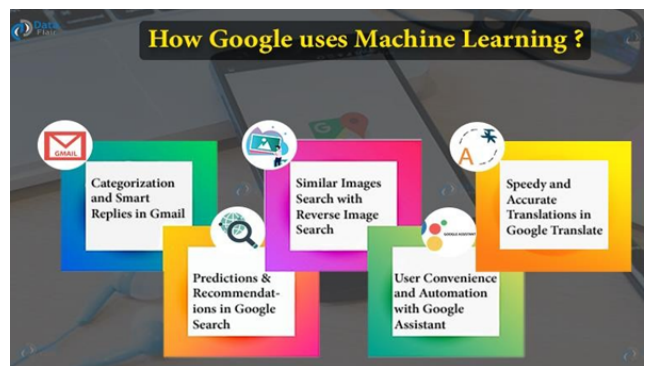 Data
Flair
How Google uses Machine Learning ?
GMAIL
Categorization
and Smart
Replies in Gmail
Predictions &
Recommendat-
ions in Google
Search
Similar Images
Search with
Reverse Image
Search
GOOGLE ASSISTANT
User Convenience
and Automation
with Google
Assistant
A
Speedy and
Accurate
Translations in
Google Translate